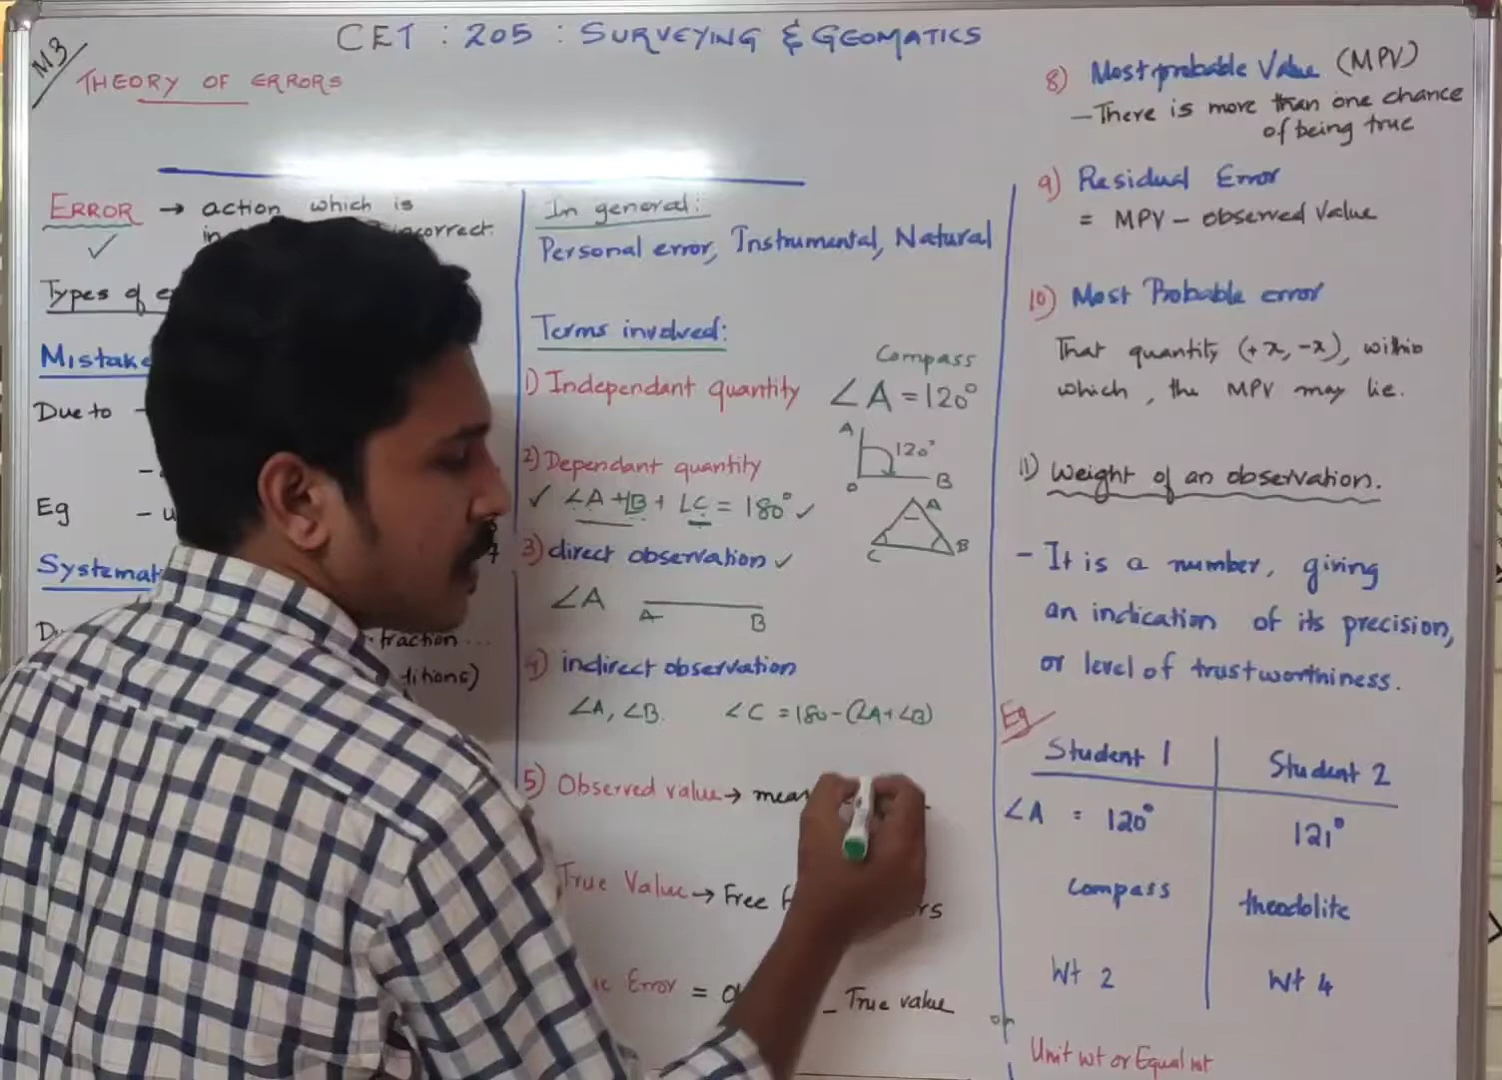 M3
CET : 205 : SURVEYING & GEOMATICS
THEORY OF ERRORS
ERROR → action which is
incorrect.
Types of
Mistake
Due to -
-
Eg -
Systemat
traction ...
ditions)
In general:
Personal error, Instrumental, Natural
Terms involved:
Compass
1) Independant quantity ∠A = 120°
A
120°
O B
2) Dependant quantity
✓ ∠A + ∠B + ∠C = 180° ✓
A
C B
3) direct observation ✓
∠A A B
4) indirect observation
∠A, ∠B. ∠C = 180 - (∠A + ∠B)
5) Observed value →
True Value → Free
Error = - True value
8) Most probable Value (MPV)
- There is more than one chance
of being true
9) Residual Error
= MPV - observed value
10) Most Probable error
That quantity (+x, -x), within
which, the MPV may lie.
11) Weight of an observation.
- It is a number, giving
an indication of its precision,
or level of trustworthiness.
Eg
Student 1 Student 2
∠A = 120° 121°
compass theodolite
Wt 2 Wt 4
or
Unit wt or Equal wt